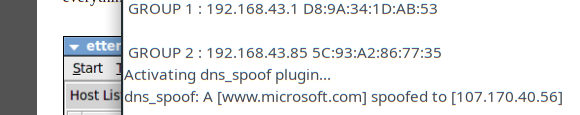 everythin
GROUP 1 : 192.168.43.1 D8:9A:34:1D:AB:53
etter
GROUP 2 : 192.168.43.85 5C:93:A2:86:77:35
Start
Activating dns_spoof plugin...
Host Lis
dns_spoof: A [www.microsoft.com] spoofed to [107.170.40.56]